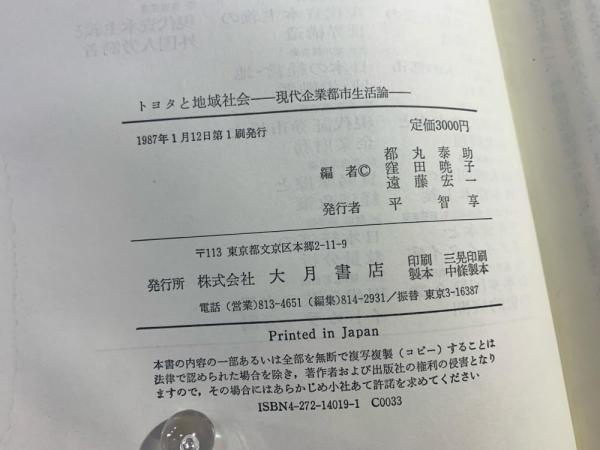 トヨタと地域社会――現代企業都市生活論――
1987年1月12日第1刷発行
定価3000円
都丸泰助
編者©　窪田暁子
遠藤宏一
発行者　平智享
〒113 東京都文京区本郷2-11-9
発行所　株式会社　大月書店　印刷　三晃印刷
製本　中條製本
電話（営業）813-4651（編集）814-2931／振替 東京3-16387
Printed in Japan
本書の内容の一部あるいは全部を無断で複写複製（コピー）することは
法律で認められた場合を除き，著作者および出版社の権利の侵害となり
ますので，その場合にはあらかじめ小社あて許諾を求めてください
ISBN4-272-14019-1　C0033